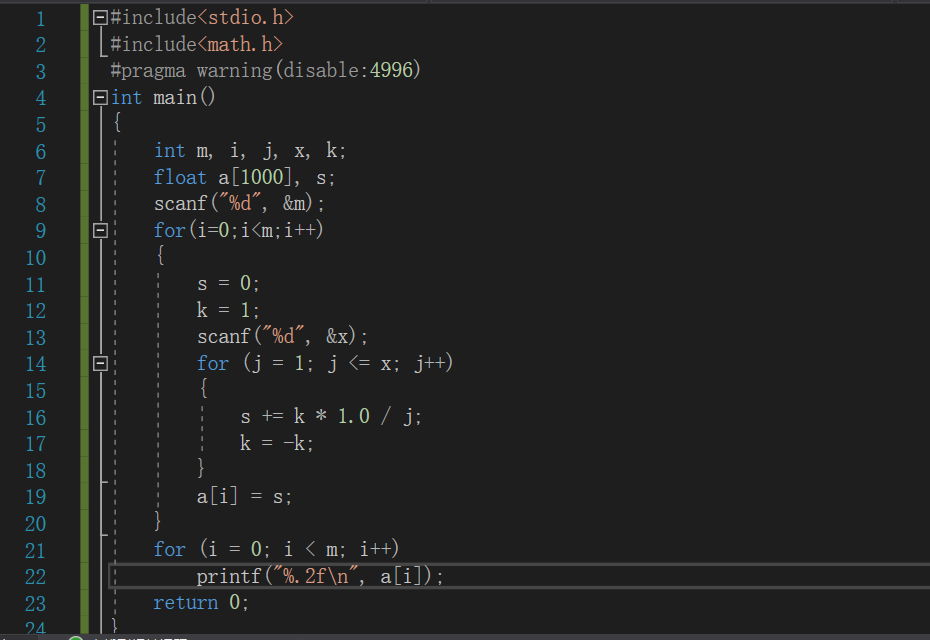 1 #include<stdio.h>
2 #include<math.h>
3 #pragma warning(disable:4996)
4 int main()
5 {
6 int m, i, j, x, k;
7 float a[1000], s;
8 scanf("%d", &m);
9 for(i=0;i<m;i++)
10 {
11 s = 0;
12 k = 1;
13 scanf("%d", &x);
14 for (j = 1; j <= x; j++)
15 {
16 s += k * 1.0 / j;
17 k = -k;
18 }
19 a[i] = s;
20 }
21 for (i = 0; i < m; i++)
22 printf("%.2f\n", a[i]);
23 return 0;
24 }